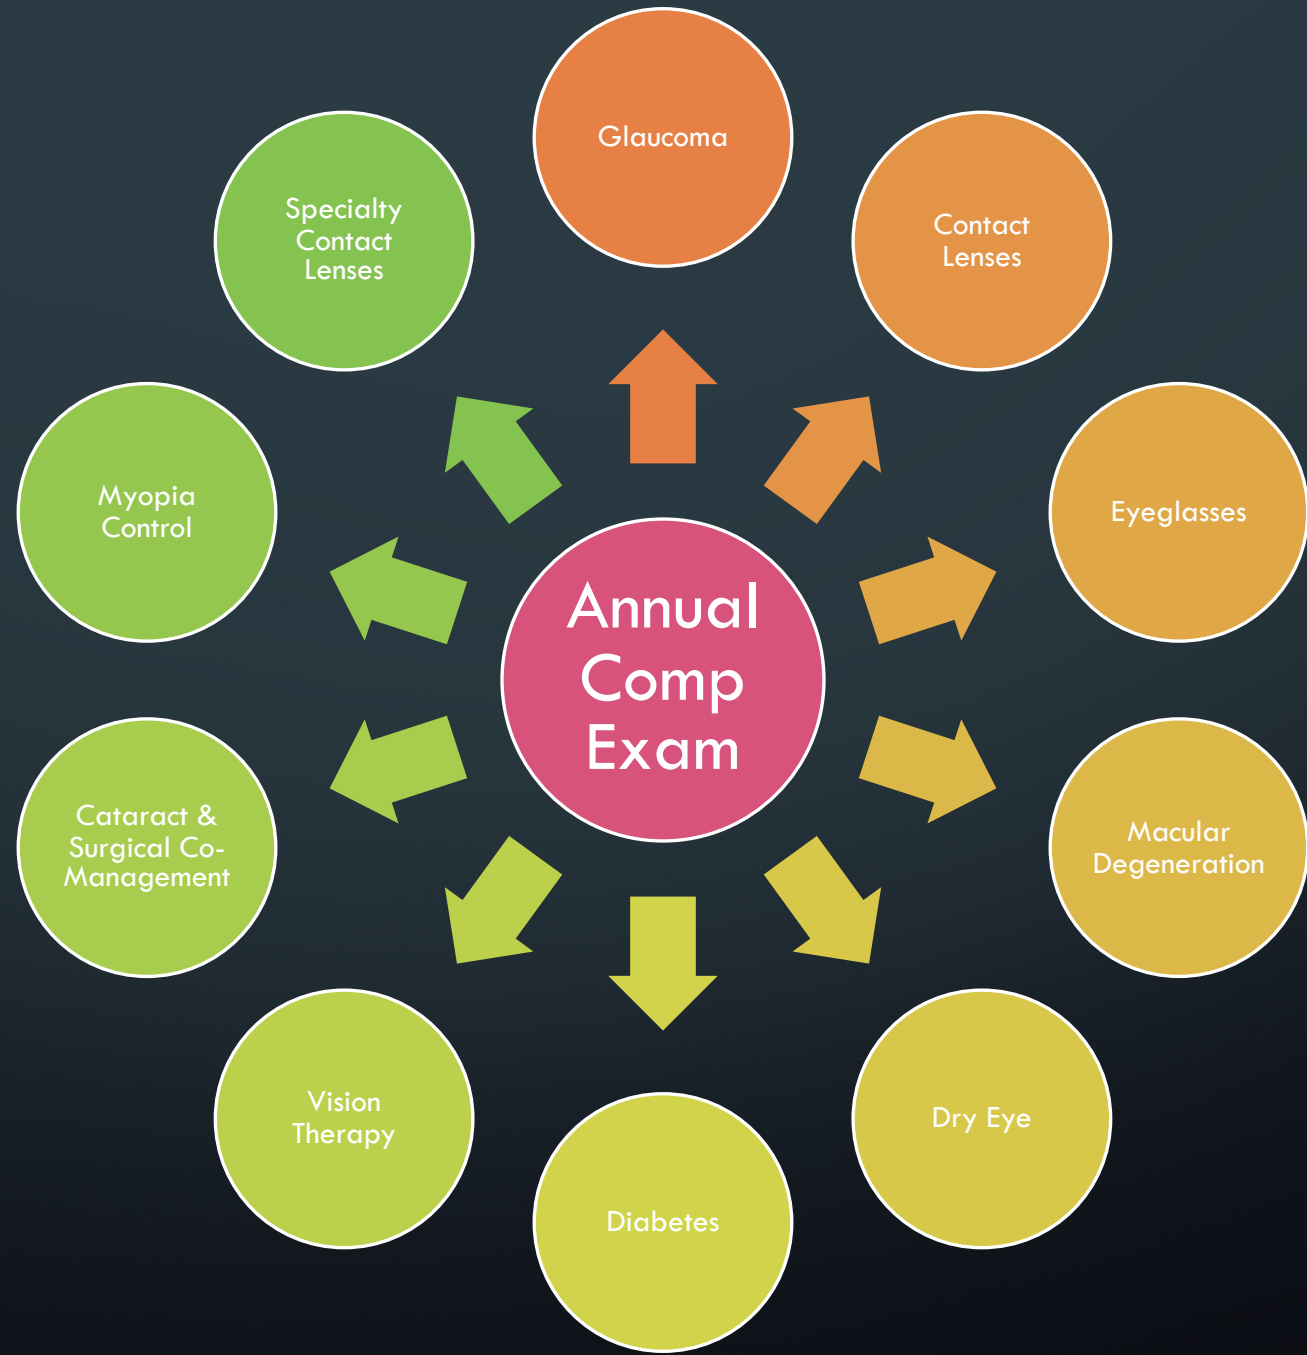 Glaucoma
Contact
Lenses
Eyeglasses
Macular
Degeneration
Dry Eye
Diabetes
Vision
Therapy
Cataract &
Surgical Co-
Management
Myopia
Control
Specialty
Contact
Lenses
Annual
Comp
Exam